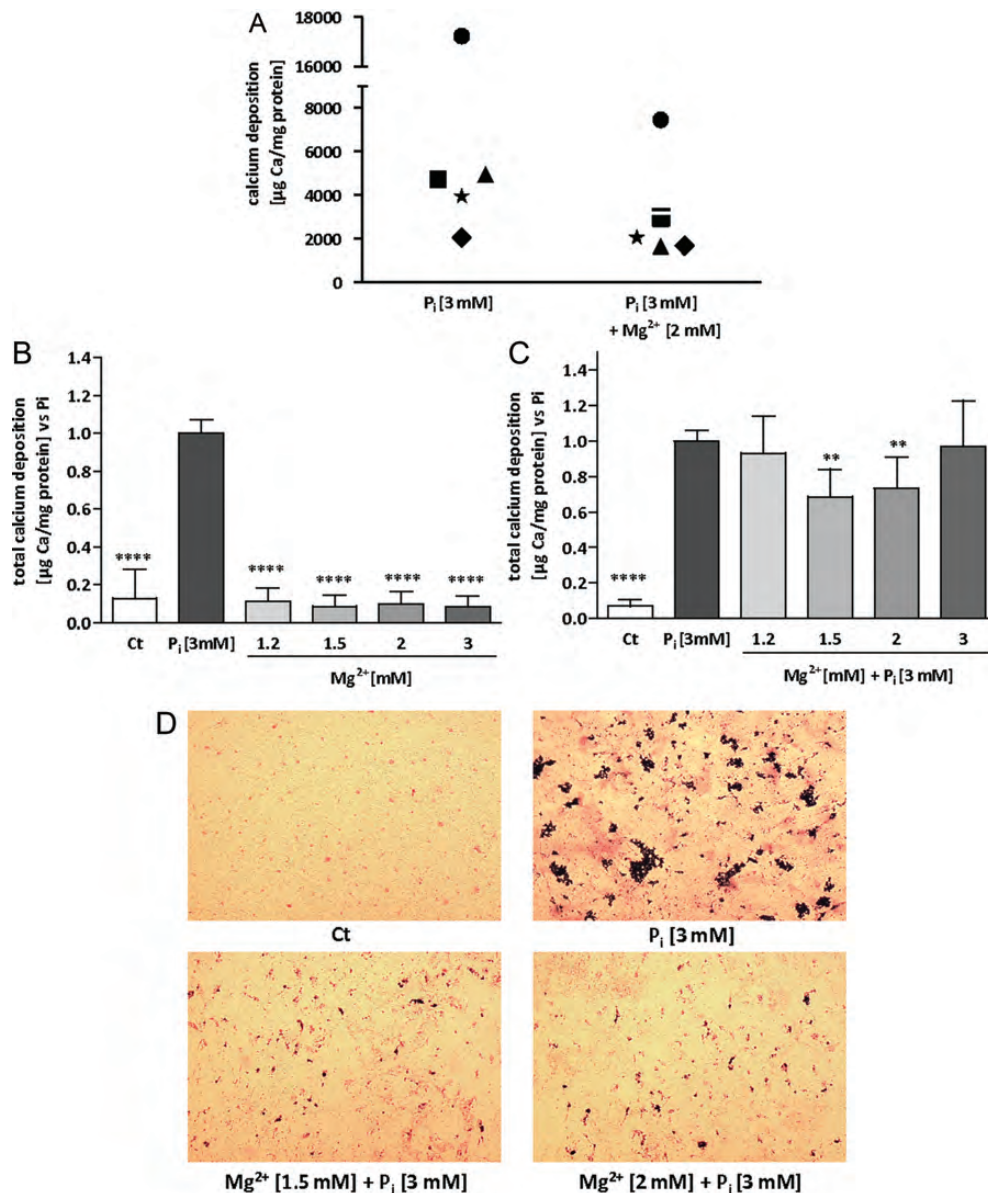 A
calcium deposition
[µg Ca/mg protein]
18000
16000
8000
6000
4000
2000
0
Pi [3 mM]
Pi [3 mM]
+ Mg²⁺ [2 mM]
B
total calcium deposition
[µg Ca/mg protein] vs Pi
1.4
1.2
1.0
0.8
0.6
0.4
0.2
0.0
****
****
****
****
****
Ct
Pi [3mM]
1.2
1.5
2
3
Mg²⁺ [mM]
C
total calcium deposition
[µg Ca/mg protein] vs Pi
1.4
1.2
1.0
0.8
0.6
0.4
0.2
0.0
****
**
**
Ct
Pi [3mM]
1.2
1.5
2
3
Mg²⁺ [mM] + Pi [3 mM]
D
Ct
Pi [3 mM]
Mg²⁺ [1.5 mM] + Pi [3 mM]
Mg²⁺ [2 mM] + Pi [3 mM]